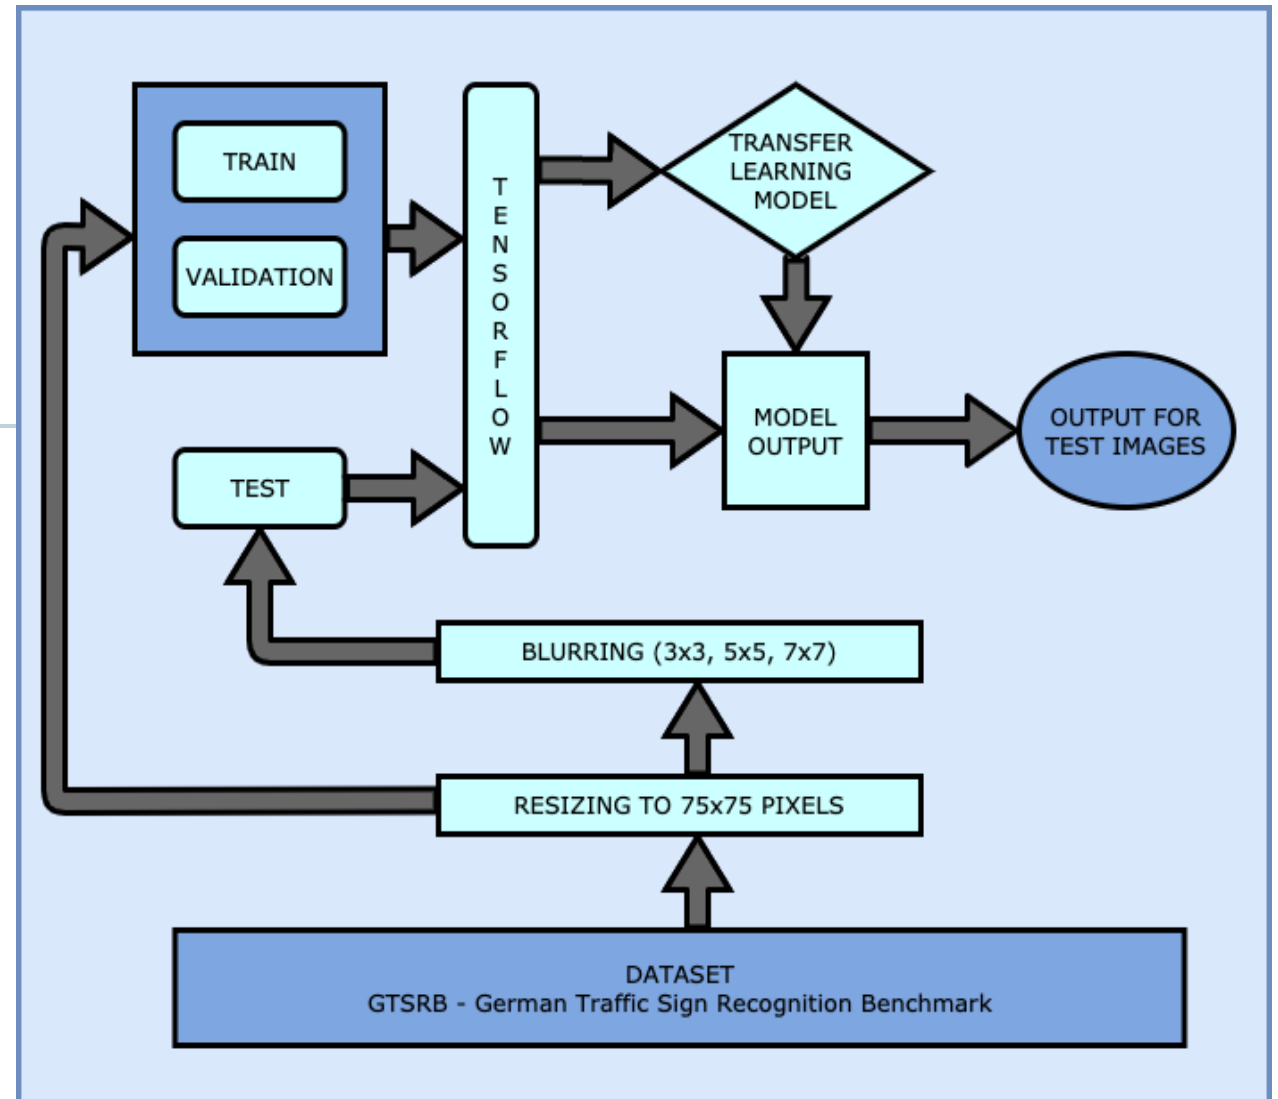 TRAIN
VALIDATION
TENSORFLOW
TRANSFER
LEARNING
MODEL
MODEL
OUTPUT
OUTPUT FOR
TEST IMAGES
TEST
BLURRING (3x3, 5x5, 7x7)
RESIZING TO 75x75 PIXELS
DATASET
GTSRB - German Traffic Sign Recognition Benchmark